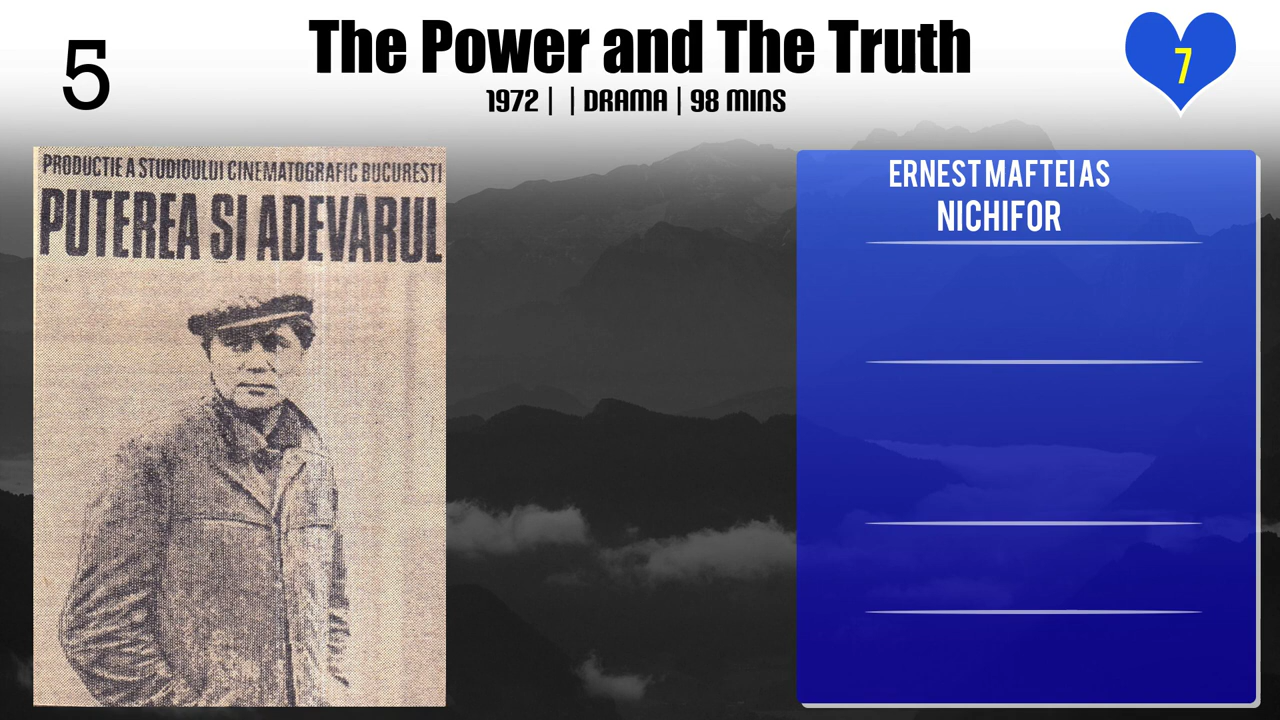 5
The Power and The Truth
7
1972 | | DRAMA | 98 MINS
PRODUCTIE A STUDIOULUI CINEMATOGRAFIC BUCURESTI
PUTEREA SI ADEVARUL
ERNEST MAFTEI AS
NICHIFOR